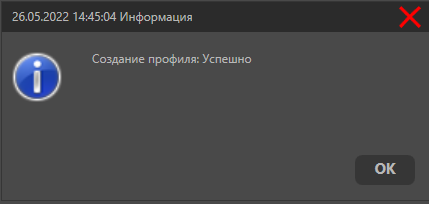 26.05.2022 14:45:04 Информация
Создание профиля: Успешно
OK